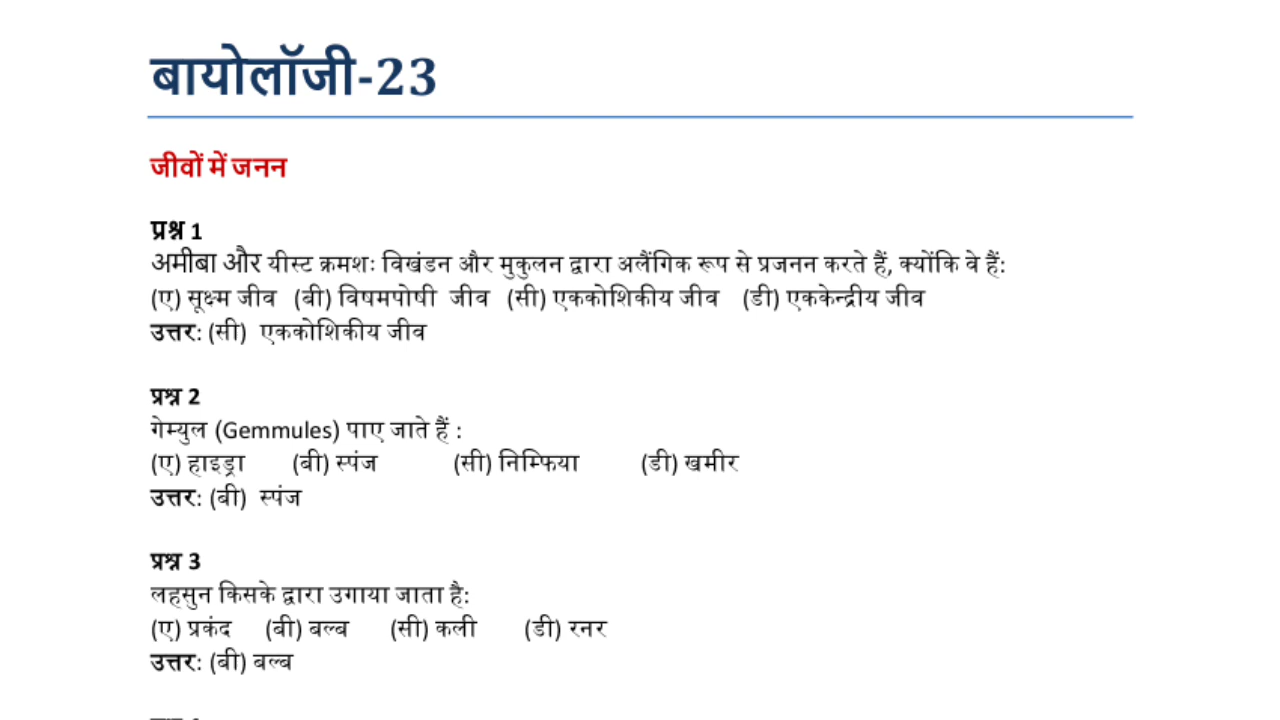 बायोलॉजी-23
जीवों में जनन
प्रश्न 1
अमीबा और यीस्ट क्रमशः विखंडन और मुकुलन द्वारा अलैंगिक रूप से प्रजनन करते हैं, क्योंकि वे हैं:
(ए) सूक्ष्म जीव (बी) विषमपोषी जीव (सी) एककोशिकीय जीव (डी) एककेन्द्रीय जीव
उत्तर: (सी) एककोशिकीय जीव
प्रश्न 2
गेम्युल (Gemmules) पाए जाते हैं :
(ए) हाइड्रा (बी) स्पंज (सी) निम्फिया (डी) खमीर
उत्तर: (बी) स्पंज
प्रश्न 3
लहसुन किसके द्वारा उगाया जाता है:
(ए) प्रकंद (बी) बल्ब (सी) कली (डी) रनर
उत्तर: (बी) बल्ब